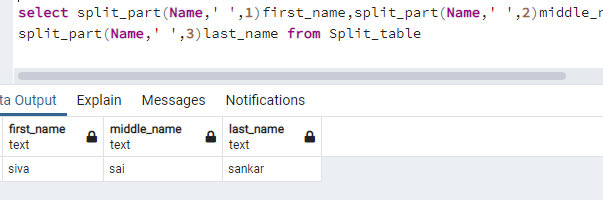 select split_part(Name,' ',1)first_name,split_part(Name,' ',2)
split_part(Name,' ',3)last_name from Split_table
Output Explain Messages Notifications
first_name middle_name last_name
text text text
siva sai sankar